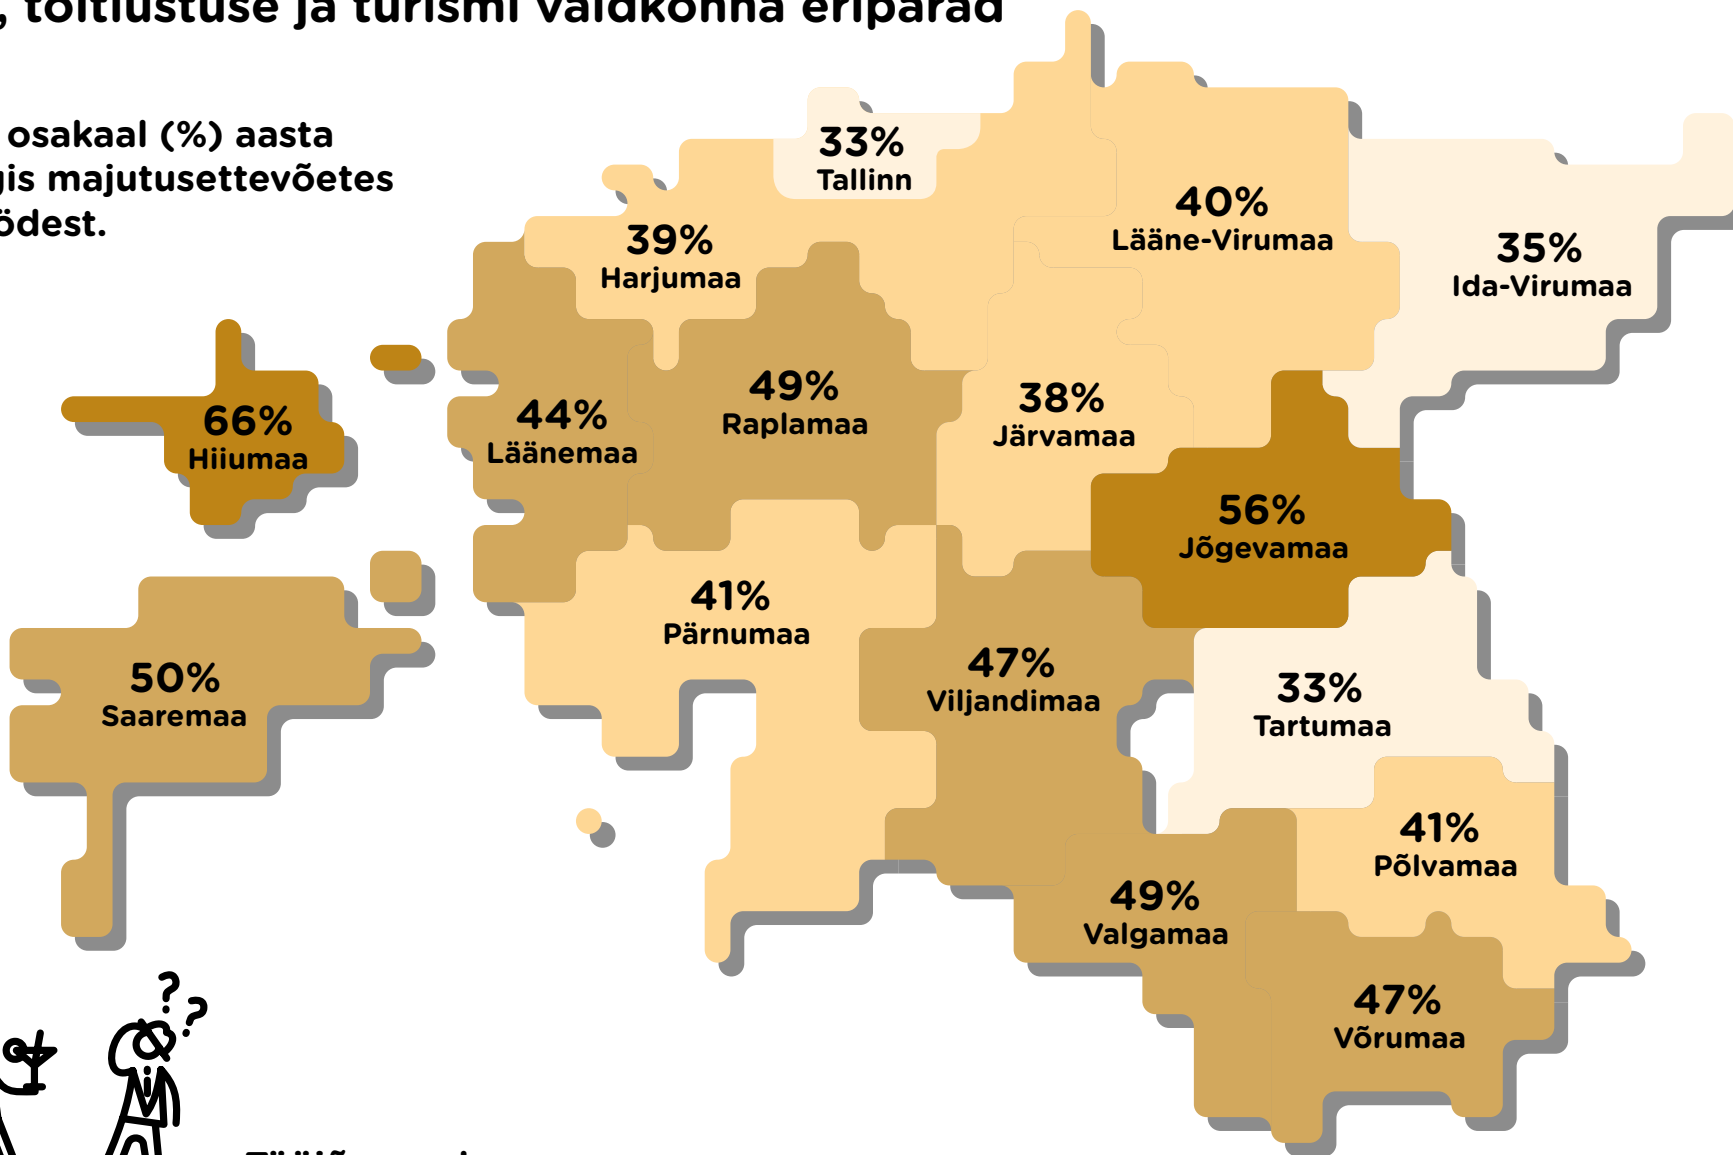 , toitlustuse ja turismi valdkonna eripärad
osakaal (%) aasta
majutusettevõetes
33%
Tallinn
39%
Harjumaa
40%
Lääne-Virumaa
35%
Ida-Virumaa
66%
Hiiumaa
44%
Läänemaa
49%
Raplamaa
38%
Järvamaa
56%
Jõgevamaa
50%
Saaremaa
41%
Pärnumaa
47%
Viljandimaa
33%
Tartumaa
41%
Põlvamaa
49%
Valgamaa
47%
Võrumaa
? ?